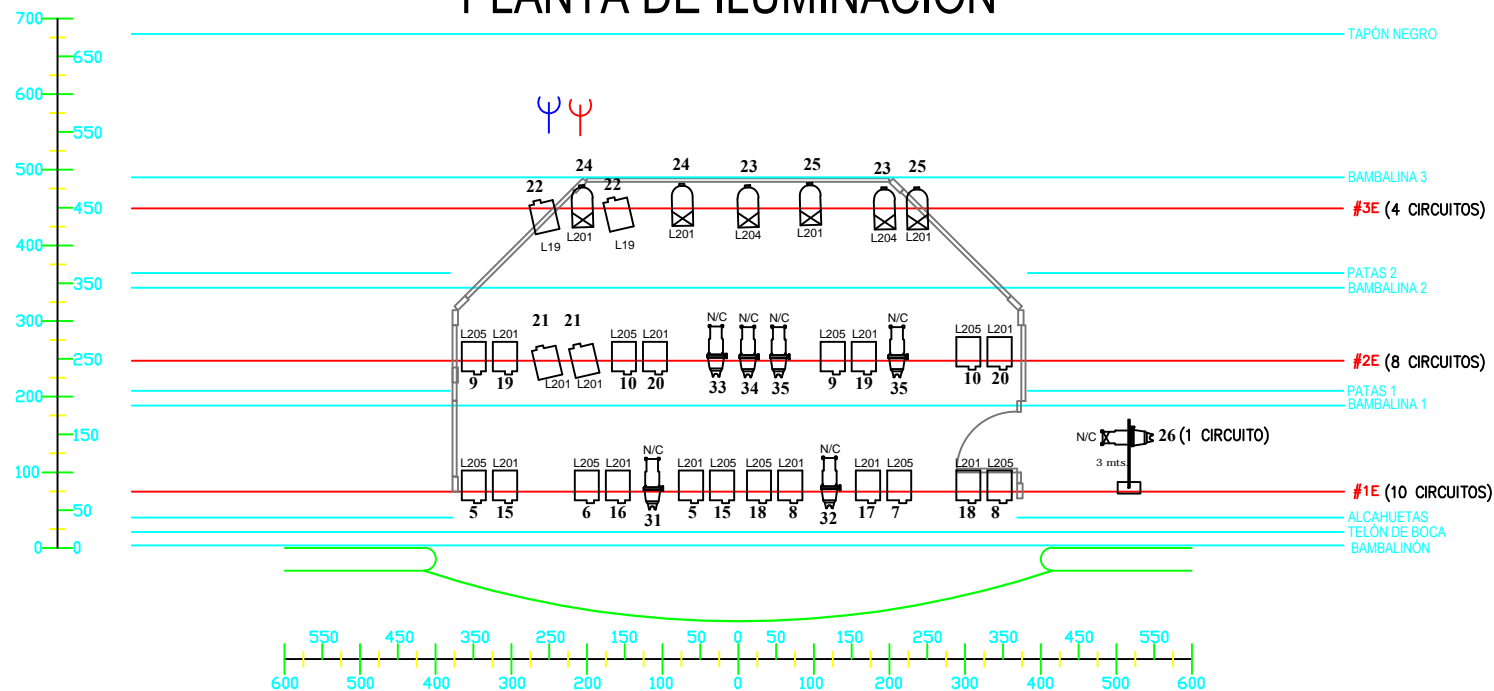 PLANTA DE ILUMINACIÓN
700
TAPÓN NEGRO
650
600
550
500
24 24 23 25 23 25
BAMBALINA 3
22 22
450
#3E (4 CIRCUITOS)
L201 L201 L204 L201 L204 L201
L19 L19
400
350
PATAS 2
BAMBALINA 2
300
21 21
N/C N/C N/C N/C
L205 L201 L205 L201 L205 L201 L205 L201
250
#2E (8 CIRCUITOS)
L201 L201
9 19 10 20 33 34 35 9 19 35 10 20
200
PATAS 1
BAMBALINA 1
150
N/C 26 (1 CIRCUITO)
3 mts.
N/C N/C
L205 L201 L205 L201 L205 L201 L205 L201 L201 L205 L201 L205
100
#1E (10 CIRCUITOS)
5 15 6 16 31 5 15 18 8 32 17 7 18 8
50
ALCAHUETAS
TELÓN DE BOCA
0 0
BAMBALINÓN
550 450 350 250 150 50 0 50 150 250 350 450 550
600 500 400 300 200 100 0 100 200 300 400 500 600